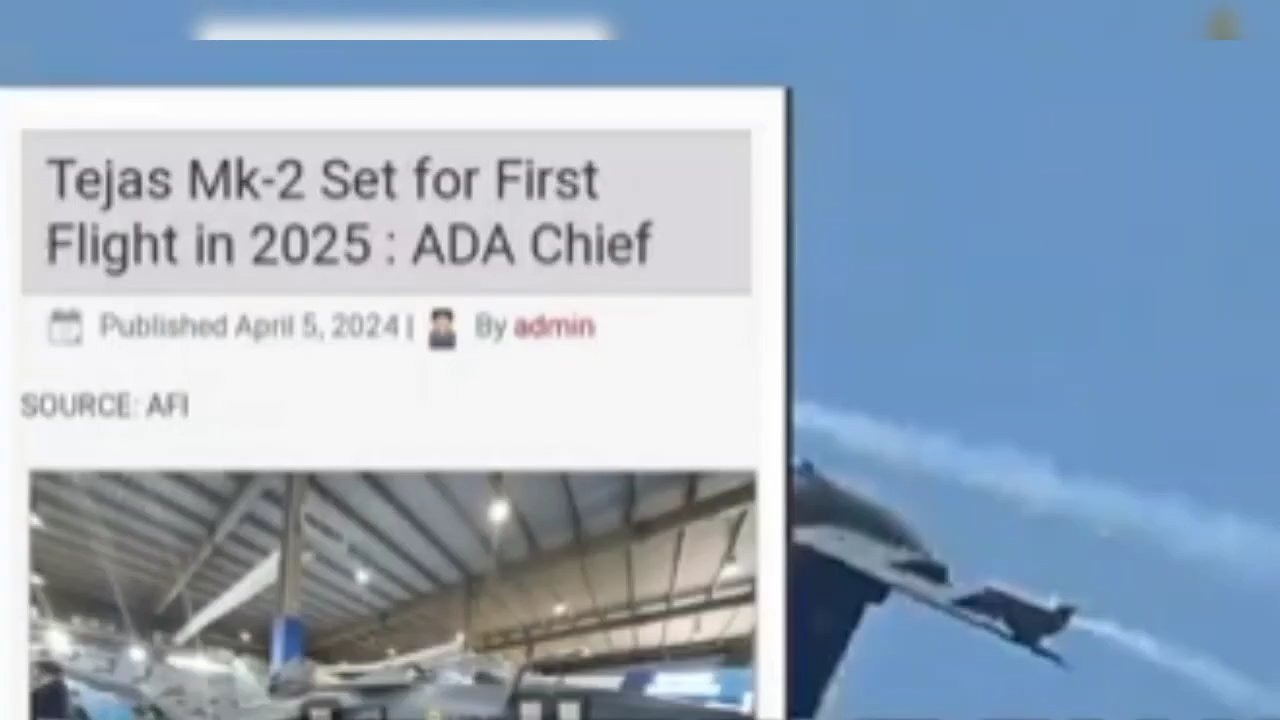 Tejas Mk-2 Set for First
Flight in 2025 : ADA Chief
Published April 5, 2024 | By admin
SOURCE: AFI